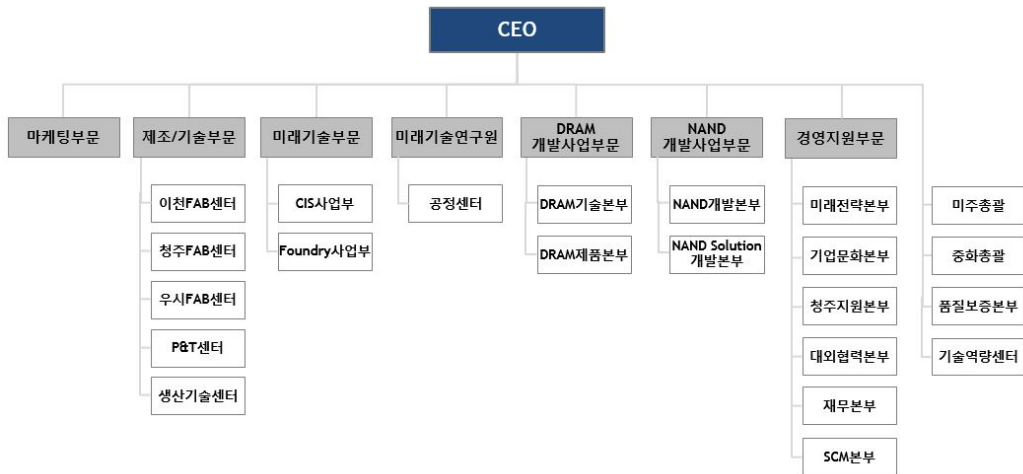 CEO
마케팅부문
제조/기술부문
미래기술부문
미래기술연구원
DRAM
개발사업부문
NAND
개발사업부문
경영지원부문
이천FAB센터
청주FAB센터
우시FAB센터
P&T센터
생산기술센터
CIS사업부
Foundry사업부
공정센터
DRAM기술본부
DRAM제품본부
NAND개발본부
NAND Solution
개발본부
미래전략본부
기업문화본부
청주지원본부
대외협력본부
재무본부
SCM본부
미주총괄
중화총괄
품질보증본부
기술역량센터